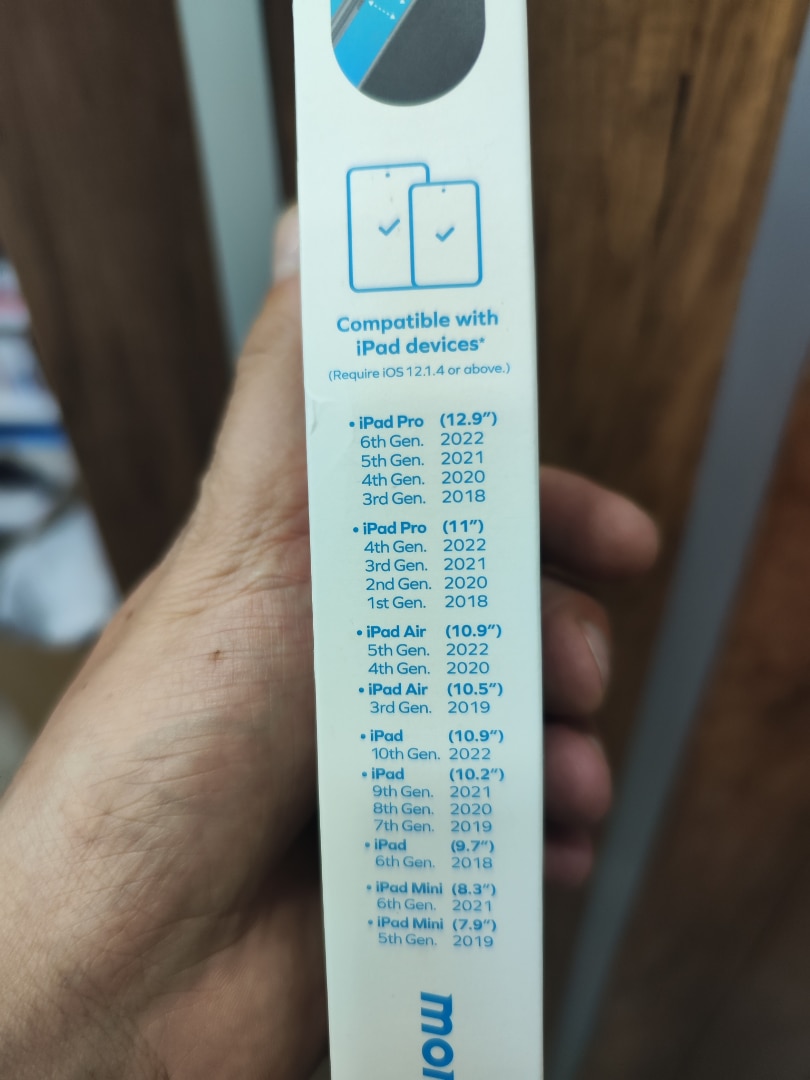 Compatible with
iPad devices*
(Require iOS 12.1.4 or above.)
• iPad Pro (12.9″)
6th Gen. 2022
5th Gen. 2021
4th Gen. 2020
3rd Gen. 2018
• iPad Pro (11″)
4th Gen. 2022
3rd Gen. 2021
2nd Gen. 2020
1st Gen. 2018
• iPad Air (10.9″)
5th Gen. 2022
4th Gen. 2020
• iPad Air (10.5″)
3rd Gen. 2019
• iPad (10.9″)
10th Gen. 2022
• iPad (10.2″)
9th Gen. 2021
8th Gen. 2020
7th Gen. 2019
• iPad (9.7″)
6th Gen. 2018
• iPad Mini (8.3″)
6th Gen. 2021
• iPad Mini (7.9″)
5th Gen. 2019